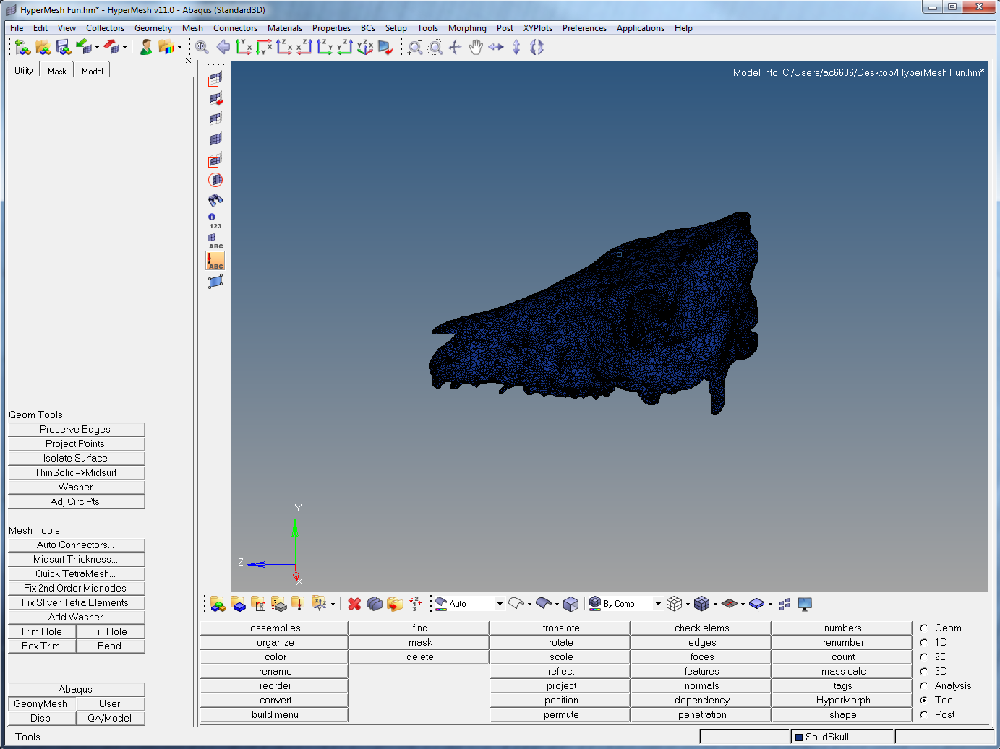 HyperMesh Fun.hm* - HyperMesh v11.0 - Abaqus (Standard3D)
File Edit View Collectors Geometry Mesh Connectors Materials Properties BCs Setup Tools Morphing Post XYPlots Preferences Applications Help
Utility Mask Model
Model Info: C:/Users/ac6636/Desktop/HyperMesh Fun.hm*
123
ABC
ABC
Geom Tools
Preserve Edges
Project Points
Isolate Surface
ThinSolid=>Midsurf
Washer
Adj Circ Pts
Mesh Tools
Auto Connectors...
Midsurf Thickness...
Quick TetraMesh...
Fix 2nd Order Midnodes
Fix Sliver Tetra Elements
Add Washer
Trim Hole Fill Hole
Box Trim Bead
Abaqus
Geom/Mesh User
Disp QA/Model
Y
Z
X
Auto By Comp
assemblies find translate check elems numbers Geom
organize mask rotate edges renumber 1D
color delete scale faces count 2D
rename reflect features mass calc 3D
reorder project normals tags Analysis
convert position dependency HyperMorph Tool
build menu permute penetration shape Post
Tools SolidSkull